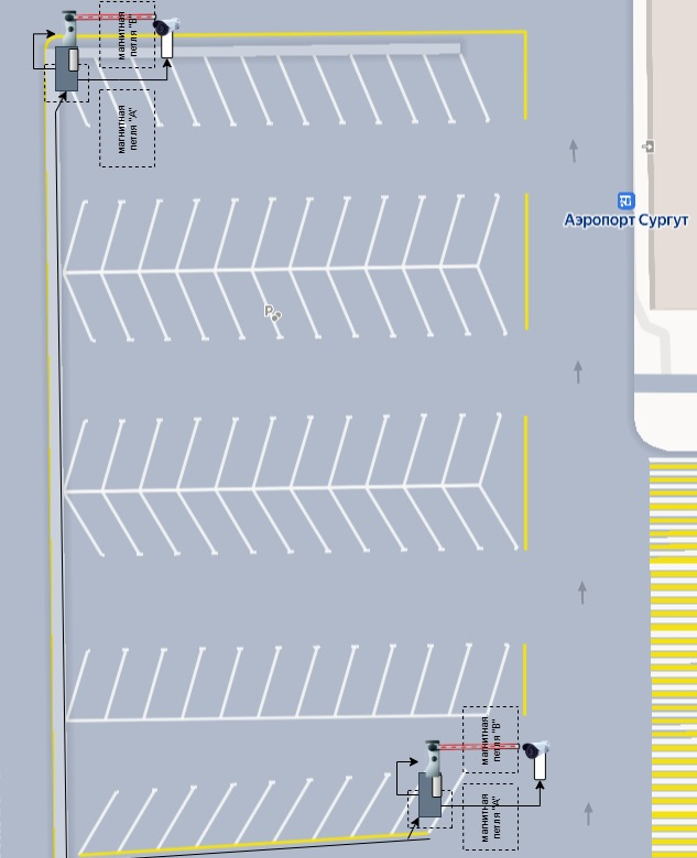 магнитная
петля "В"
магнитная
петля "А"
Аэропорт Сургут
P
магнитная
петля "В"
магнитная
петля "А"